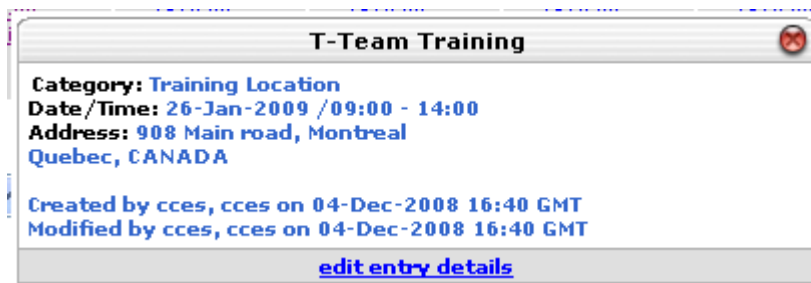 T-Team Training
Category: Training Location
Date/Time: 26-Jan-2009 /09:00 - 14:00
Address: 908 Main road, Montreal
Quebec, CANADA
Created by cces, cces on 04-Dec-2008 16:40 GMT
Modified by cces, cces on 04-Dec-2008 16:40 GMT
edit entry details